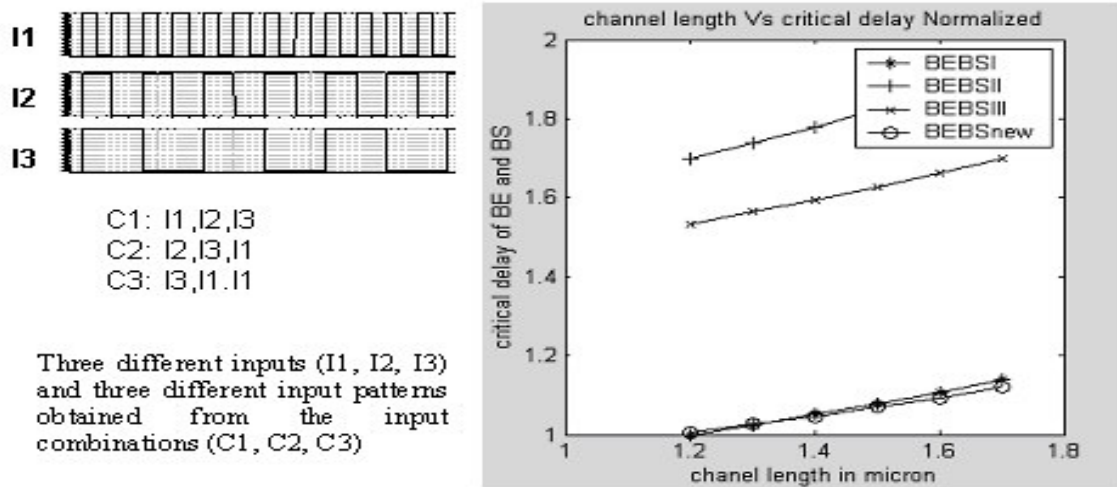 I1
I2
I3
C1: I1,I2,I3
C2: I2,I3,I1
C3: I3,I1.I1
Three different inputs (I1, I2, I3)
and three different input patterns
obtained from the input
combinations (C1, C2, C3)
channel length Vs critical delay Normalized
critical delay of BE and BS
2
1.8
1.6
1.4
1.2
1
BEBSI
BEBSII
BEBSIII
BEBSnew
1
1.2
1.4
1.6
1.8
chanel length in micron